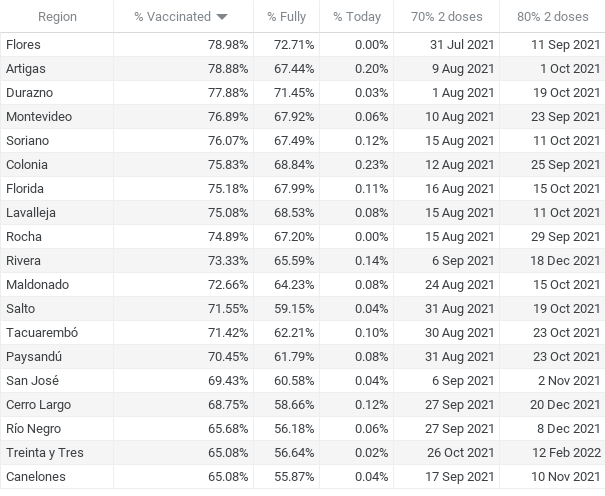 Region % Vaccinated % Fully % Today 70% 2 doses 80% 2 doses
Flores 78.98% 72.71% 0.00% 31 Jul 2021 11 Sep 2021
Artigas 78.88% 67.44% 0.20% 9 Aug 2021 1 Oct 2021
Durazno 77.88% 71.45% 0.03% 1 Aug 2021 19 Oct 2021
Montevideo 76.89% 67.92% 0.06% 10 Aug 2021 23 Sep 2021
Soriano 76.07% 67.49% 0.12% 15 Aug 2021 11 Oct 2021
Colonia 75.83% 68.84% 0.23% 12 Aug 2021 25 Sep 2021
Florida 75.18% 67.99% 0.11% 16 Aug 2021 15 Oct 2021
Lavalleja 75.08% 68.53% 0.08% 15 Aug 2021 11 Oct 2021
Rocha 74.89% 67.20% 0.00% 15 Aug 2021 29 Sep 2021
Rivera 73.33% 65.59% 0.14% 6 Sep 2021 18 Dec 2021
Maldonado 72.66% 64.23% 0.08% 24 Aug 2021 15 Oct 2021
Salto 71.55% 59.15% 0.04% 31 Aug 2021 19 Oct 2021
Tacuarembó 71.42% 62.21% 0.10% 30 Aug 2021 23 Oct 2021
Paysandú 70.45% 61.79% 0.08% 31 Aug 2021 23 Oct 2021
San José 69.43% 60.58% 0.04% 6 Sep 2021 2 Nov 2021
Cerro Largo 68.75% 58.66% 0.12% 27 Sep 2021 20 Dec 2021
Río Negro 65.68% 56.18% 0.06% 27 Sep 2021 8 Dec 2021
Treinta y Tres 65.08% 56.64% 0.02% 26 Oct 2021 12 Feb 2022
Canelones 65.08% 55.87% 0.04% 17 Sep 2021 10 Nov 2021